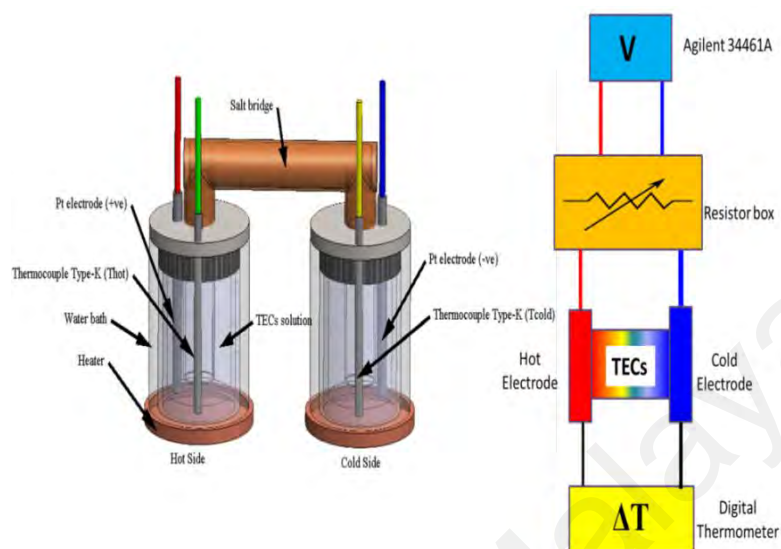 Salt bridge
Pt electrode (+ve)
Thermocouple Type-K (Thot)
Water bath
TECs solution
Heater
Hot Side
Pt electrode (-ve)
Thermocouple Type-K (Tcold)
Cold Side
V
Agilent 34461A
Resistor box
Hot
Electrode
TECs
Cold
Electrode
ΔT
Digital
Thermometer